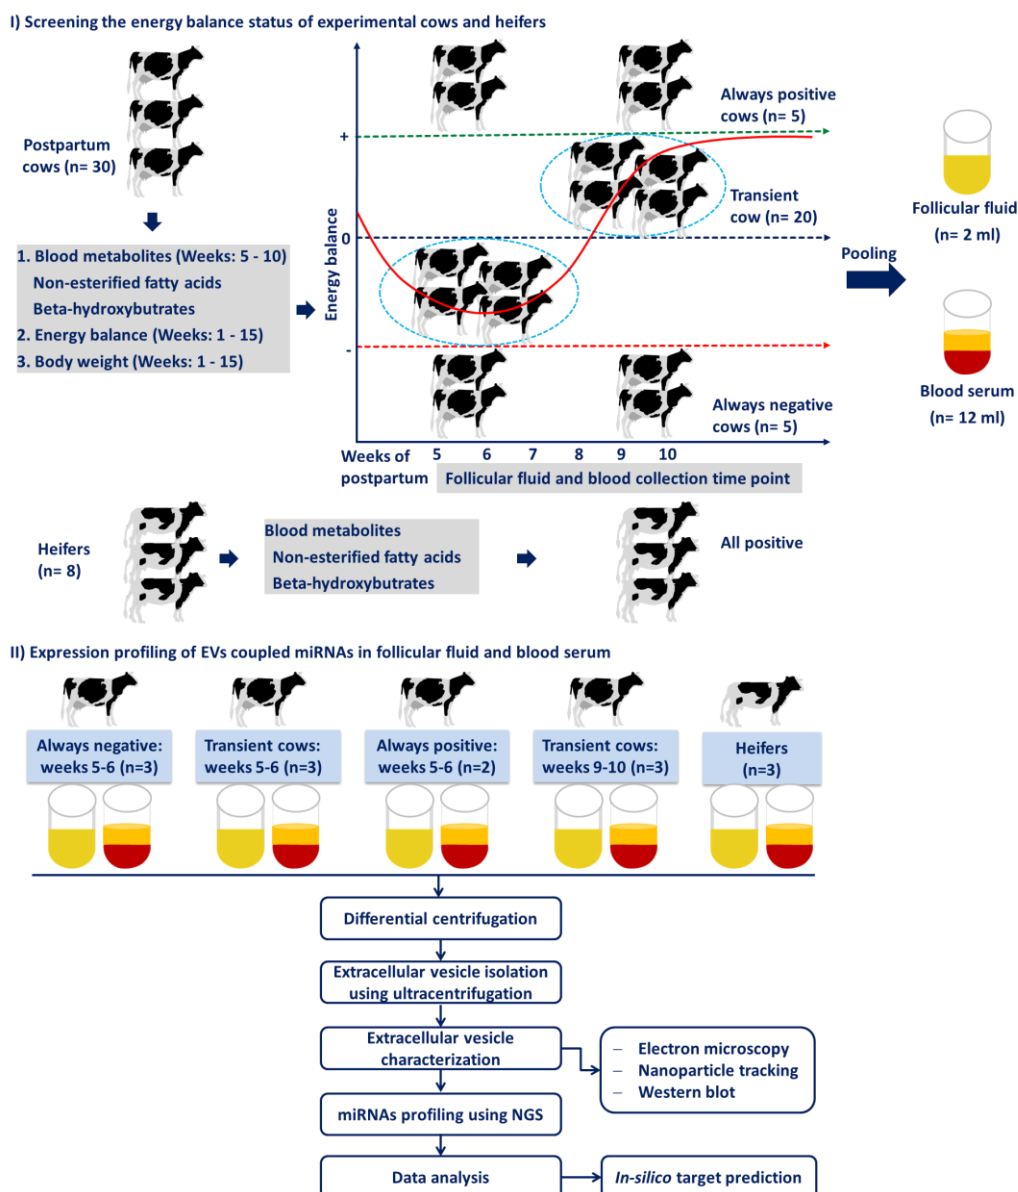 I) Screening the energy balance status of experimental cows and heifers
Postpartum
cows (n= 30)
1. Blood metabolites (Weeks: 5 - 10)
Non-esterified fatty acids
Beta-hydroxybutrates
2. Energy balance (Weeks: 1 - 15)
3. Body weight (Weeks: 1 - 15)
Energy balance
+
0
-
Always positive
cows (n= 5)
Transient
cow (n= 20)
Always negative
cows (n= 5)
Weeks of
postpartum
5 6 7 8 9 10
Follicular fluid and blood collection time point
Pooling
Follicular fluid
(n= 2 ml)
Blood serum
(n= 12 ml)
Heifers
(n= 8)
Blood metabolites
Non-esterified fatty acids
Beta-hydroxybutrates
All positive
II) Expression profiling of EVs coupled miRNAs in follicular fluid and blood serum
Always negative:
weeks 5-6 (n=3)
Transient cows:
weeks 5-6 (n=3)
Always positive:
weeks 5-6 (n=2)
Transient cows:
weeks 9-10 (n=3)
Heifers
(n=3)
Differential centrifugation
Extracellular vesicle isolation
using ultracentrifugation
Extracellular vesicle
characterization
– Electron microscopy
– Nanoparticle tracking
– Western blot
miRNAs profiling using NGS
Data analysis
In-silico target prediction